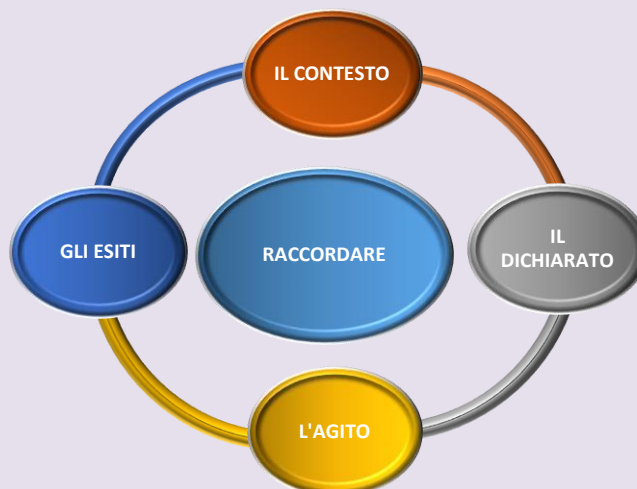 IL CONTESTO
GLI ESITI
RACCORDARE
IL
DICHIARATO
L'AGITO